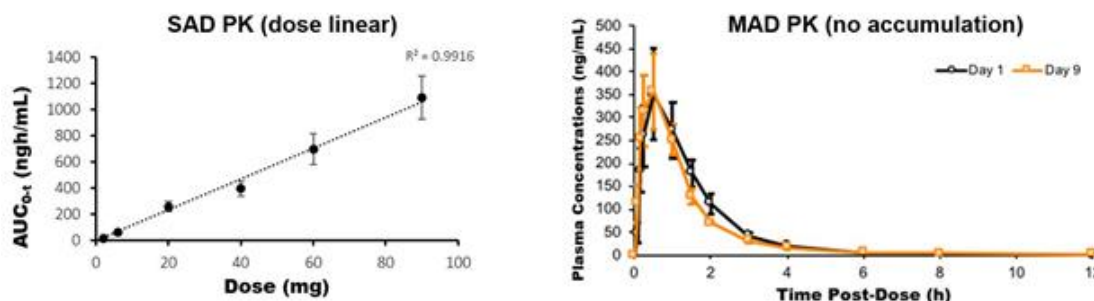 SAD PK (dose linear)
R² = 0.9916
1400
1200
1000
800
600
400
200
0
0 20 40 60 80 100
AUC0-t (ngh/mL)
Dose (mg)
MAD PK (no accumulation)
500
450
400
350
300
250
200
150
100
50
0
0 2 4 6 8 10 12
Day 1 Day 9
Plasma Concentrations (ng/mL)
Time Post-Dose (h)